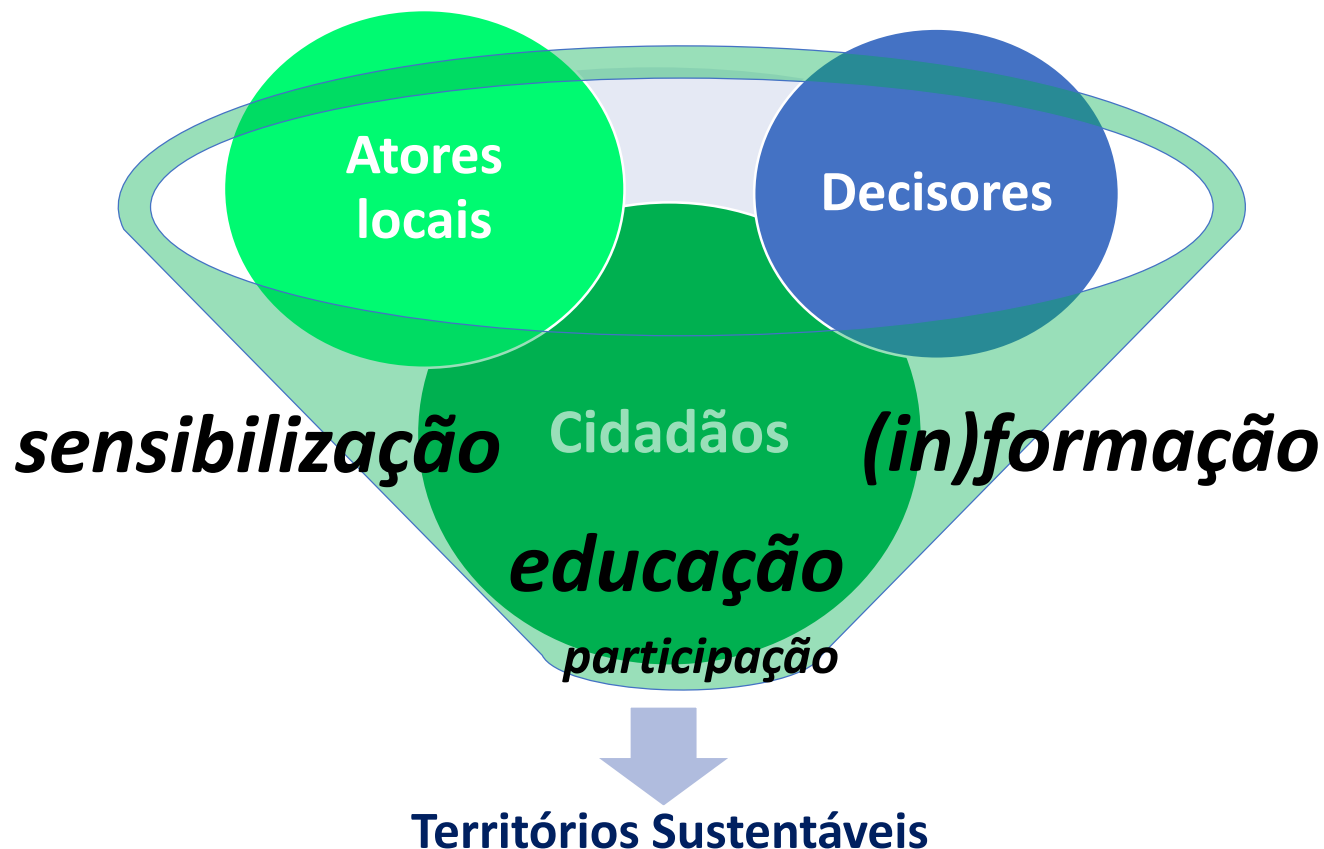 Atores
locais
Decisores
Cidadãos
sensibilização
(in)formação
educação
participação
Territórios Sustentáveis